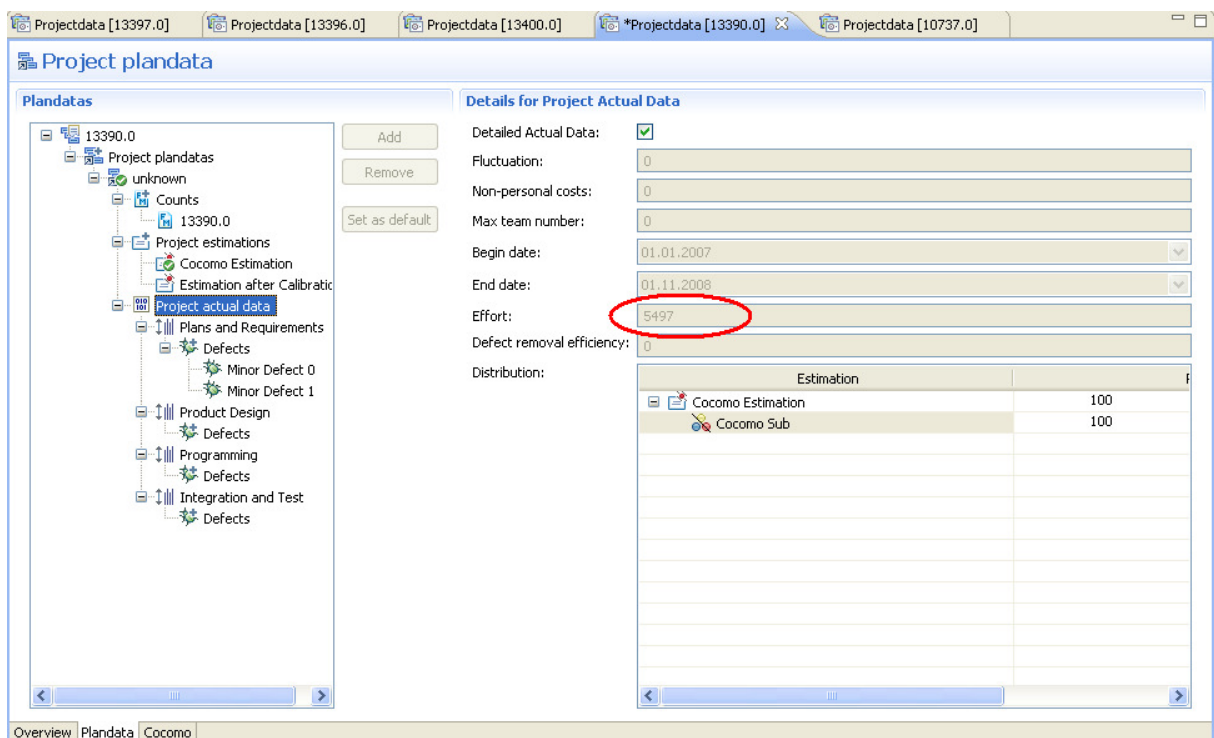 Projectdata [13397.0] Projectdata [13396.0] Projectdata [13400.0] *Projectdata [13390.0] Projectdata [10737.0]
Project plandata
Plandatas
13390.0
Project plandatas
unknown
Counts
13390.0
Project estimations
Cocomo Estimation
Estimation after Calibratic
Project actual data
Plans and Requirements
Defects
Minor Defect 0
Minor Defect 1
Product Design
Defects
Programming
Defects
Integration and Test
Defects
Add
Remove
Set as default
Details for Project Actual Data
Detailed Actual Data:
Fluctuation: 0
Non-personal costs: 0
Max team number: 0
Begin date: 01.01.2007
End date: 01.11.2008
Effort: 5497
Defect removal efficiency: 0
Distribution:
Estimation
Cocomo Estimation 100
Cocomo Sub 100
Overview Plandata Cocomo